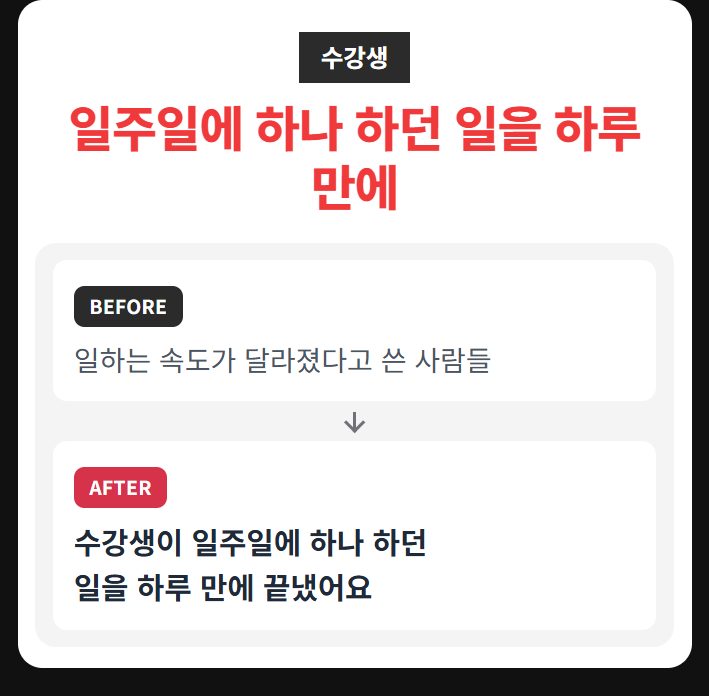 수강생
일주일에 하나 하던 일을 하루
만에
BEFORE
일하는 속도가 달라졌다고 쓴 사람들
↓
AFTER
수강생이 일주일에 하나 하던
일을 하루 만에 끝냈어요